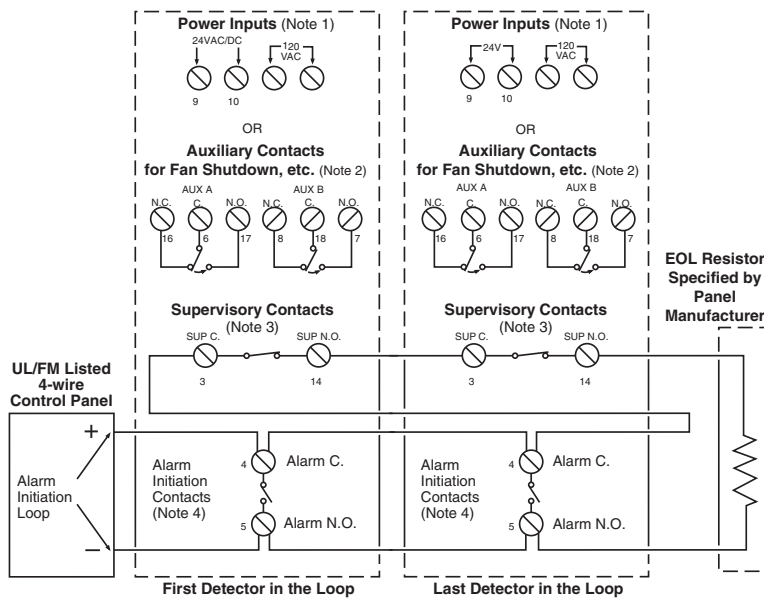 Power Inputs (Note 1)
24VAC/DC
120
VAC
9
10
OR
Auxiliary Contacts
for Fan Shutdown, etc. (Note 2)
AUX A
AUX B
N.C.
C.
N.O.
N.C.
C.
N.O.
16
6
17
8
18
7
Supervisory Contacts
(Note 3)
SUP C.
SUP N.O.
3
14
Power Inputs (Note 1)
24V
120
VAC
9
10
OR
Auxiliary Contacts
for Fan Shutdown, etc. (Note 2)
AUX A
AUX B
N.C.
C.
N.O.
N.C.
C.
N.O.
16
6
17
8
18
7
Supervisory Contacts
(Note 3)
SUP C.
SUP N.O.
3
14
EOL Resistor
Specified by
Panel
Manufacturer
UL/FM Listed
4-wire
Control Panel
+
Alarm
Initiation
Loop
−
Alarm
Initiation
Contacts
(Note 4)
4
Alarm C.
5
Alarm N.O.
Alarm
Initiation
Contacts
(Note 4)
4
Alarm C.
5
Alarm N.O.
First Detector in the Loop
Last Detector in the Loop